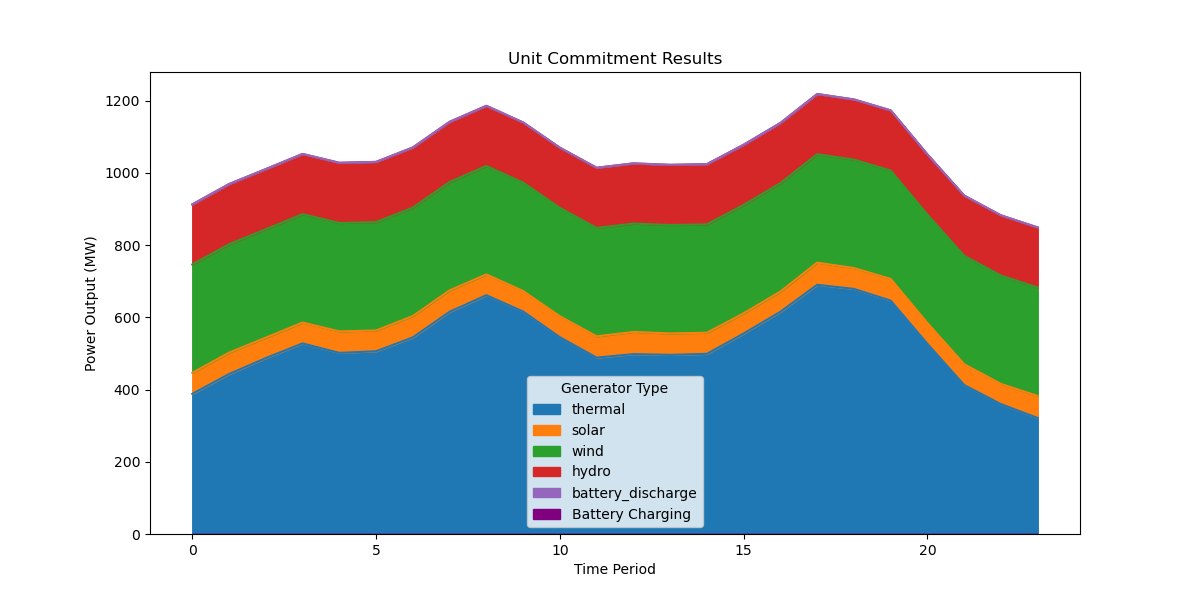 Unit Commitment Results
Power Output (MW)
1200
1000
800
600
400
200
0
Generator Type
thermal
solar
wind
hydro
battery_discharge
Battery Charging
0 5 10 15 20
Time Period